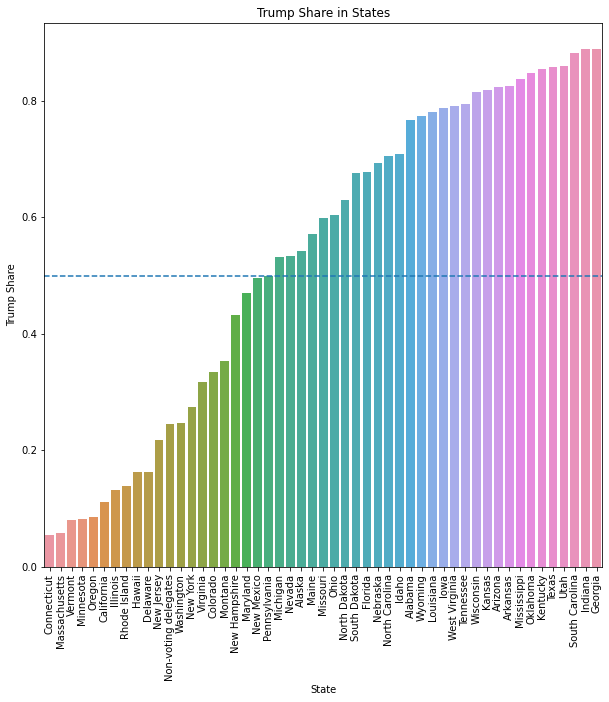 Trump Share in States
Trump Share
0.8
0.6
0.4
0.2
0.0
Connecticut
Massachusetts
Vermont
Minnesota
Oregon
California
Illinois
Rhode Island
Hawaii
Delaware
New Jersey
Non-voting delegates
Washington
New York
Virginia
Colorado
Montana
New Hampshire
Maryland
New Mexico
Pennsylvania
Michigan
Nevada
Alaska
Maine
Missouri
Ohio
North Dakota
South Dakota
Florida
Nebraska
North Carolina
Idaho
Alabama
Wyoming
Louisiana
Iowa
West Virginia
Tennessee
Wisconsin
Kansas
Arizona
Arkansas
Mississippi
Oklahoma
Kentucky
Texas
Utah
South Carolina
Indiana
Georgia
State